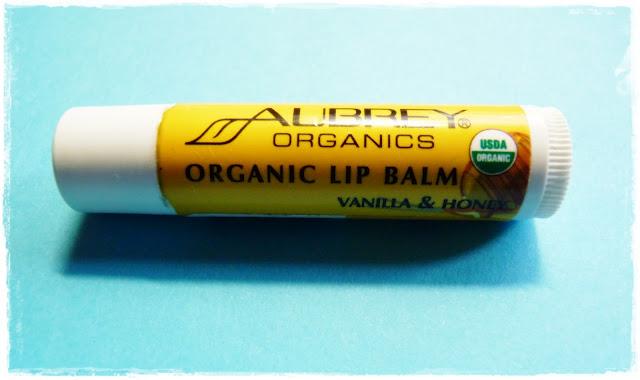 AUBREY®
ORGANICS
ORGANIC LIP BALM
VANILLA & HONEY
USDA
ORGANIC